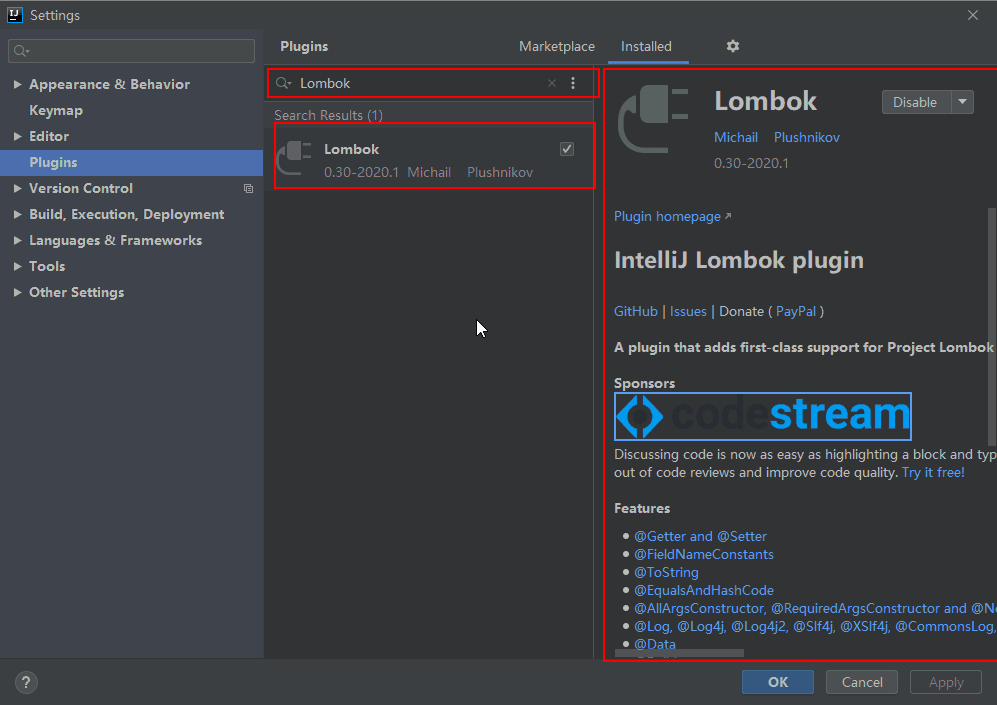 Settings
Plugins
Marketplace
Installed
Appearance & Behavior
Keymap
Editor
Plugins
Version Control
Build, Execution, Deployment
Languages & Frameworks
Tools
Other Settings
Lombok
Search Results (1)
Lombok
0.30-2020.1 Michail Plushnikov
Lombok
Disable
Michail Plushnikov
0.30-2020.1
Plugin homepage
IntelliJ Lombok plugin
GitHub | Issues | Donate ( PayPal )
A plugin that adds first-class support for Project Lombok
Sponsors
codestream
Discussing code is now as easy as highlighting a block and typ
out of code reviews and improve code quality. Try it free!
Features
@Getter and @Setter
@FieldNameConstants
@ToString
@EqualsAndHashCode
@AllArgsConstructor, @RequiredArgsConstructor and @N
@Log, @Log4j, @Log4j2, @Slf4j, @XSlf4j, @CommonsLog,
@Data
?
OK
Cancel
Apply